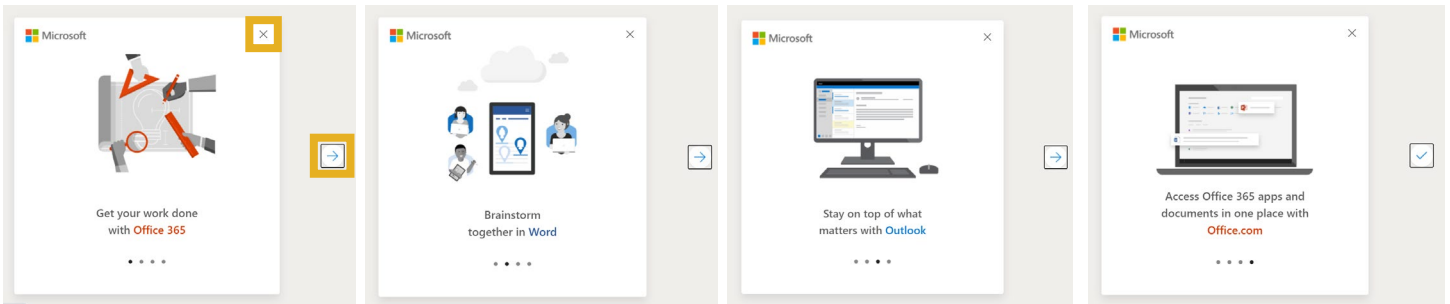 Microsoft
Get your work done
with Office 365
Microsoft
Brainstorm
together in Word
Microsoft
Stay on top of what
matters with Outlook
Microsoft
Access Office 365 apps and
documents in one place with
Office.com